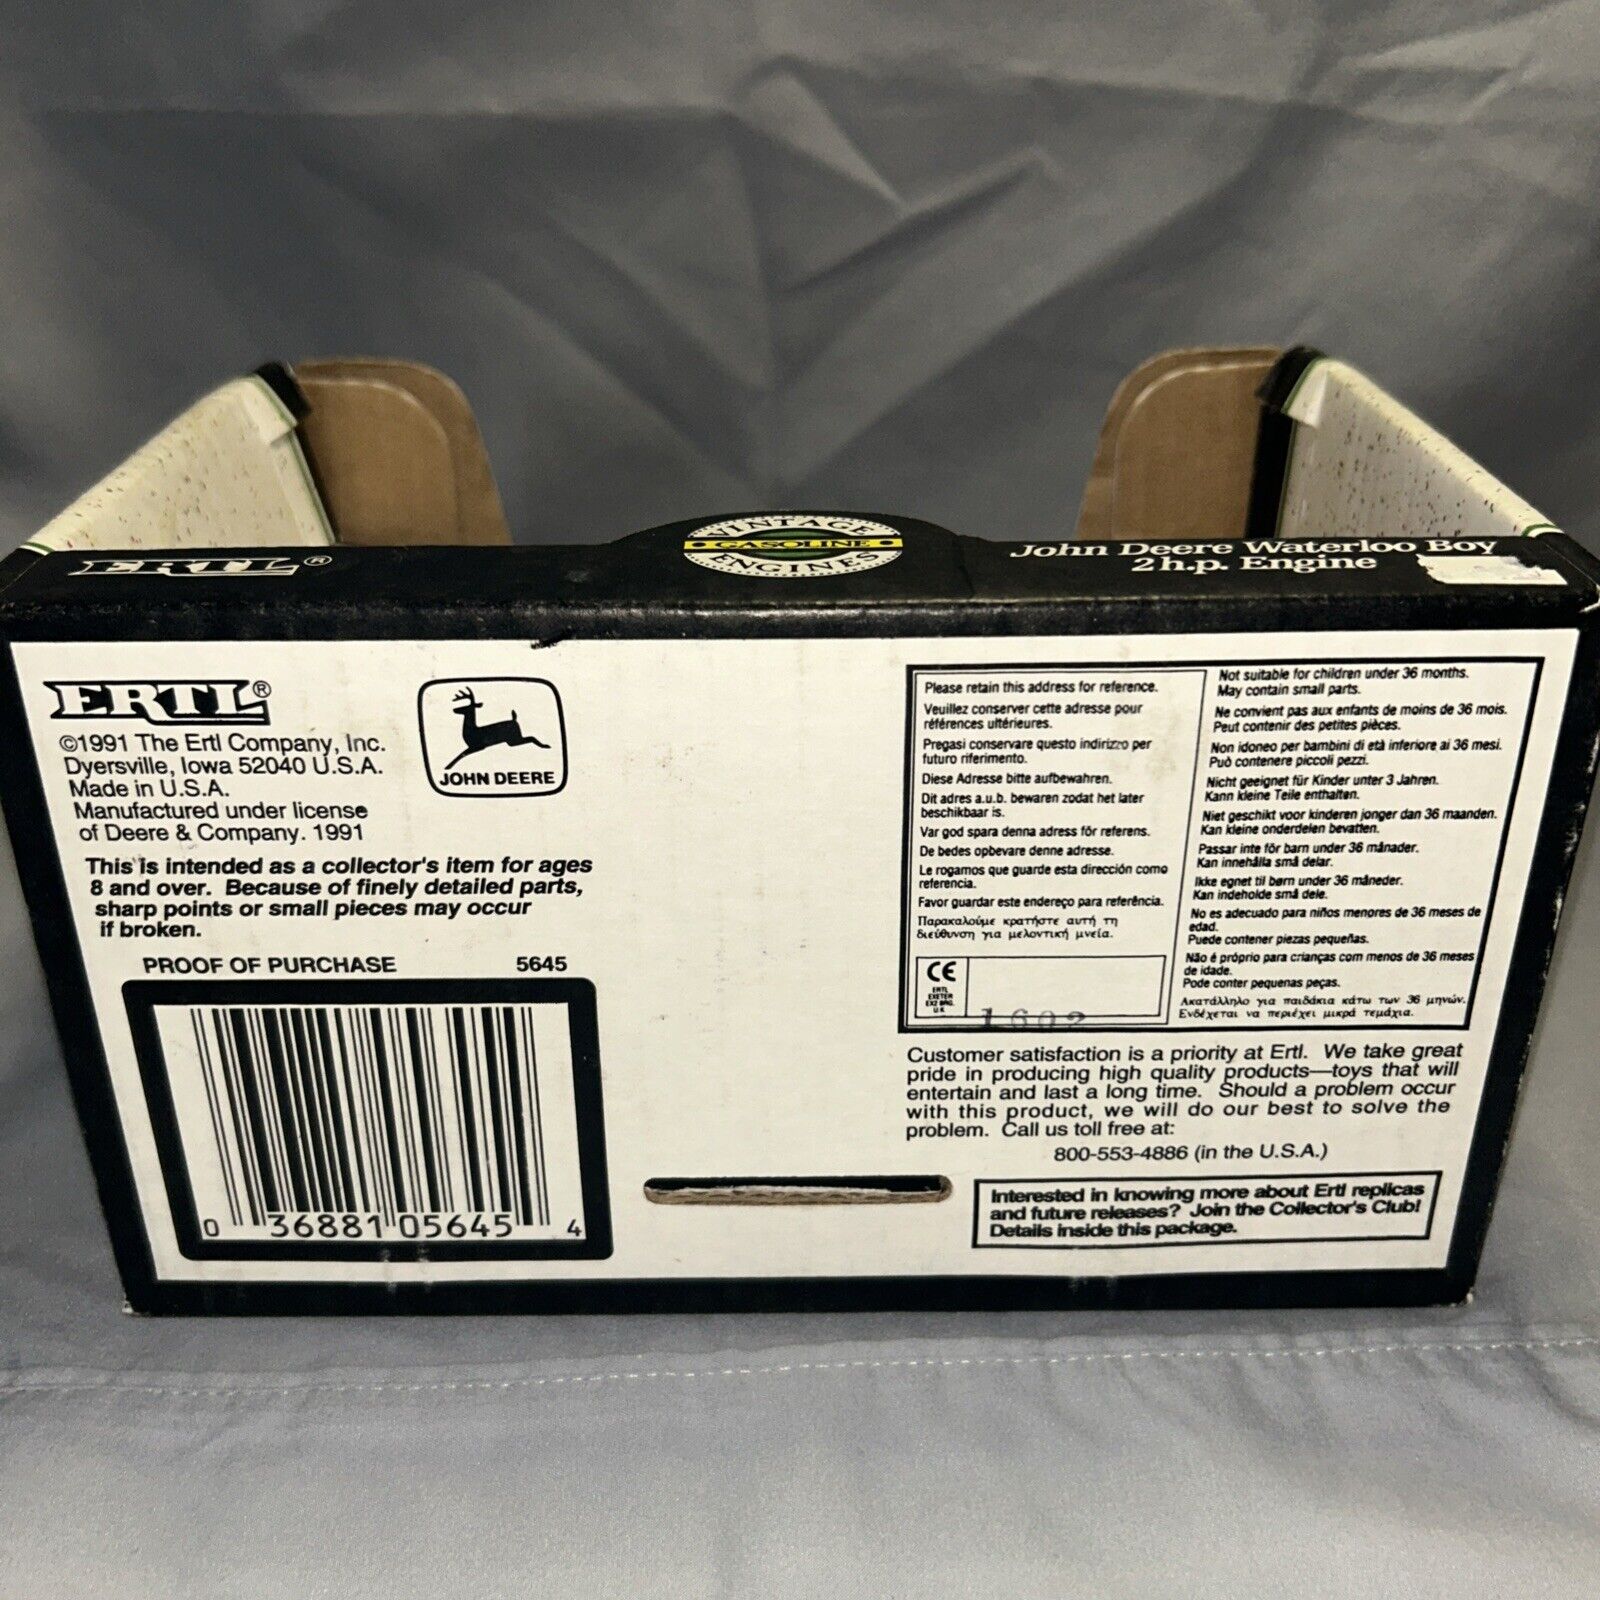 ERTL®
VINTAGE
GASOLINE
ENGINES
John Deere Waterloo Boy
2 h.p. Engine
ERTL®
©1991 The Ertl Company, Inc.
Dyersville, Iowa 52040 U.S.A.
Made in U.S.A.
Manufactured under license
of Deere & Company. 1991
JOHN DEERE
This is intended as a collector's item for ages
8 and over. Because of finely detailed parts,
sharp points or small pieces may occur
if broken.
PROOF OF PURCHASE 5645
0 36881 05645 4
Please retain this address for reference.
Veuillez conserver cette adresse pour
références ultérieures.
Pregasi conservare questo indirizzo per
futuro riferimento.
Diese Adresse bitte aufbewahren.
Dit adres a.u.b. bewaren zodat het later
beschikbaar is.
Var god spara denna adress för referens.
De bedes opbevare denne adresse.
Le rogamos que guarde esta dirección como
referencia.
Favor guardar este endereço para referência.
Παρακαλούμε κρατήστε αυτή τη
διεύθυνση για μελοντική μνεία.
CE
ERTL
EXETER
EX2 8NG
UK
1602
Not suitable for children under 36 months.
May contain small parts.
Ne convient pas aux enfants de moins de 36 mois.
Peut contenir des petites pièces.
Non idoneo per bambini di età inferiore ai 36 mesi.
Può contenere piccoli pezzi.
Nicht geeignet für Kinder unter 3 Jahren.
Kann kleine Teile enthalten.
Niet geschikt voor kinderen jonger dan 36 maanden.
Kan kleine onderdelen bevatten.
Passar inte för barn under 36 månader.
Kan innehålla små delar.
Ikke egnet til børn under 36 måneder.
Kan indeholde små dele.
No es adecuado para niños menores de 36 meses de
edad.
Puede contener piezas pequeñas.
Não é próprio para crianças com menos de 36 meses
de idade.
Pode conter pequenas peças.
Ακατάλληλο για παιδάκια κάτω των 36 μηνών.
Ενδέχεται να περιέχει μικρά τεμάχια.
Customer satisfaction is a priority at Ertl. We take great
pride in producing high quality products—toys that will
entertain and last a long time. Should a problem occur
with this product, we will do our best to solve the
problem. Call us toll free at:
800-553-4886 (in the U.S.A.)
Interested in knowing more about Ertl replicas
and future releases? Join the Collector's Club!
Details inside this package.